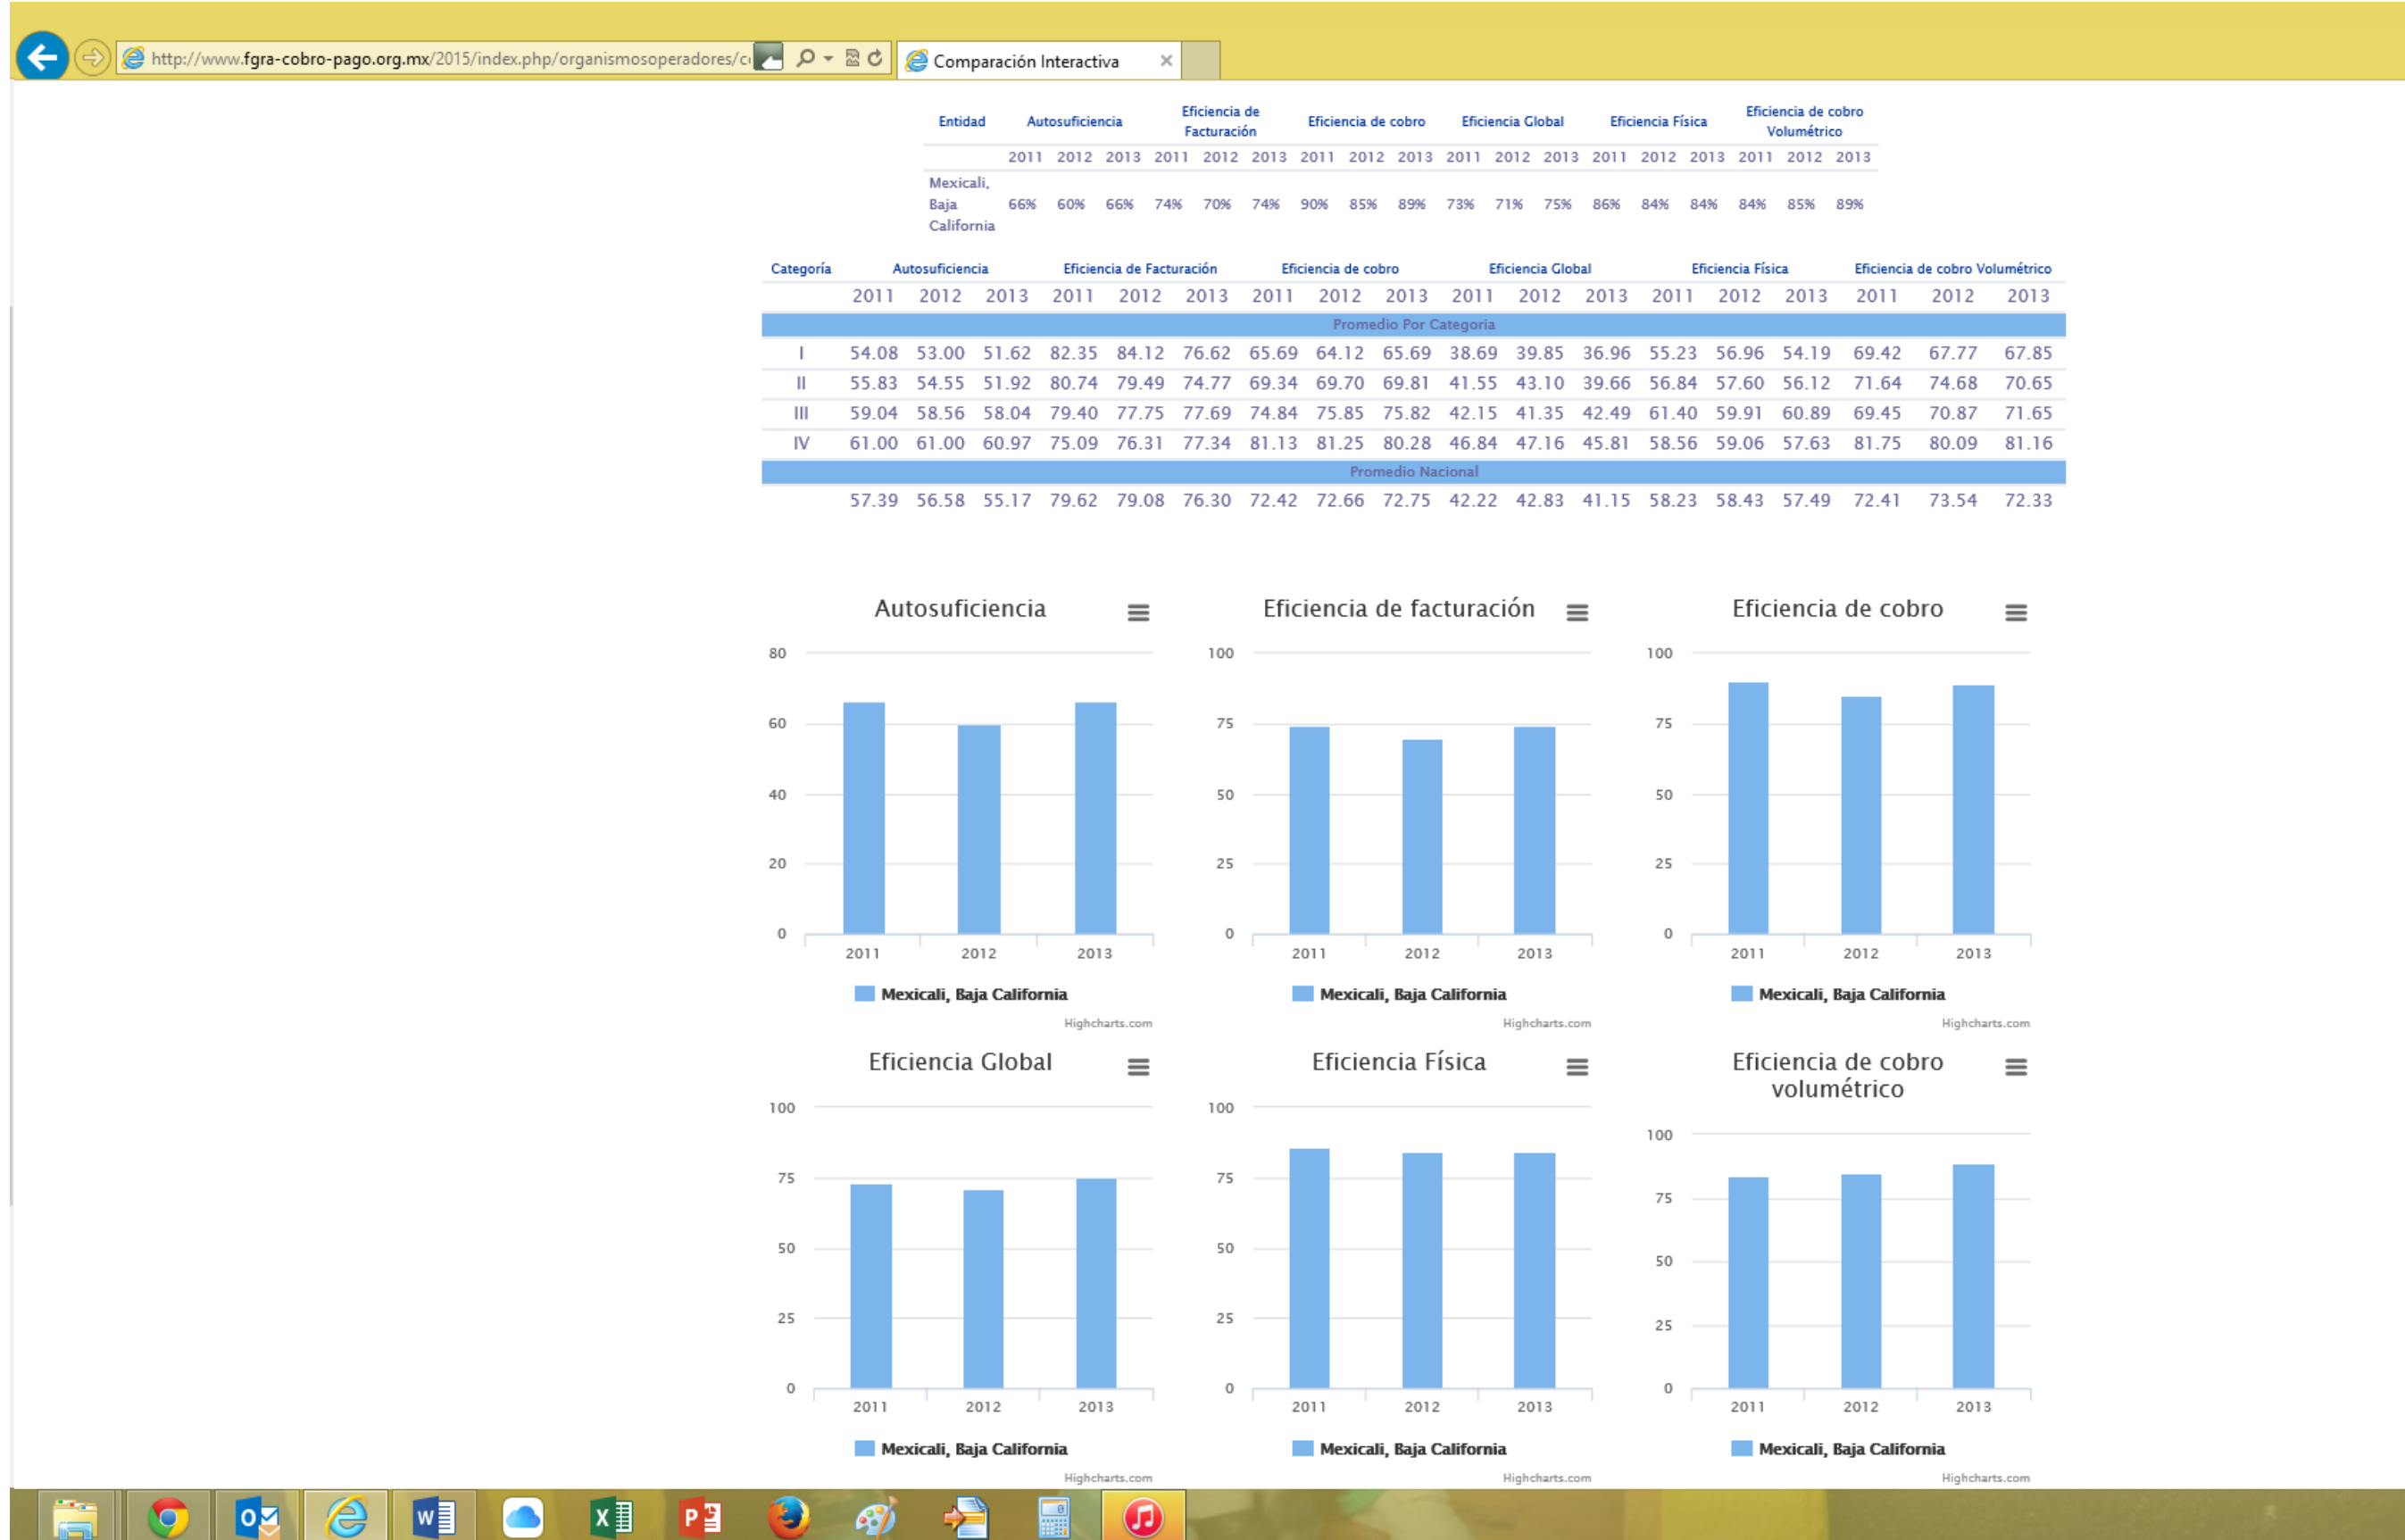 http://www.fgra-cobro-pago.org.mx/2015/index.php/organismosoperadores/c
Comparación Interactiva
Entidad Autosuficiencia Eficiencia de Facturación Eficiencia de cobro Eficiencia Global Eficiencia Física Eficiencia de cobro Volumétrico
2011 2012 2013 2011 2012 2013 2011 2012 2013 2011 2012 2013 2011 2012 2013 2011 2012 2013
Mexicali, Baja California 66% 60% 66% 74% 70% 74% 90% 85% 89% 73% 71% 75% 86% 84% 84% 84% 85% 89%
Categoría Autosuficiencia Eficiencia de Facturación Eficiencia de cobro Eficiencia Global Eficiencia Física Eficiencia de cobro Volumétrico
2011 2012 2013 2011 2012 2013 2011 2012 2013 2011 2012 2013 2011 2012 2013 2011 2012 2013
Promedio Por Categoria
I 54.08 53.00 51.62 82.35 84.12 76.62 65.69 64.12 65.69 38.69 39.85 36.96 55.23 56.96 54.19 69.42 67.77 67.85
II 55.83 54.55 51.92 80.74 79.49 74.77 69.34 69.70 69.81 41.55 43.10 39.66 56.84 57.60 56.12 71.64 74.68 70.65
III 59.04 58.56 58.04 79.40 77.75 77.69 74.84 75.85 75.82 42.15 41.35 42.49 61.40 59.91 60.89 69.45 70.87 71.65
IV 61.00 61.00 60.97 75.09 76.31 77.34 81.13 81.25 80.28 46.84 47.16 45.81 58.56 59.06 57.63 81.75 80.09 81.16
Promedio Nacional
57.39 56.58 55.17 79.62 79.08 76.30 72.42 72.66 72.75 42.22 42.83 41.15 58.23 58.43 57.49 72.41 73.54 72.33
Autosuficiencia
80
60
40
20
0
2011 2012 2013
Mexicali, Baja California
Highcharts.com
Eficiencia de facturación
100
75
50
25
0
2011 2012 2013
Mexicali, Baja California
Highcharts.com
Eficiencia de cobro
100
75
50
25
0
2011 2012 2013
Mexicali, Baja California
Highcharts.com
Eficiencia Global
100
75
50
25
0
2011 2012 2013
Mexicali, Baja California
Highcharts.com
Eficiencia Física
100
75
50
25
0
2011 2012 2013
Mexicali, Baja California
Highcharts.com
Eficiencia de cobro
volumétrico
100
75
50
25
0
2011 2012 2013
Mexicali, Baja California
Highcharts.com